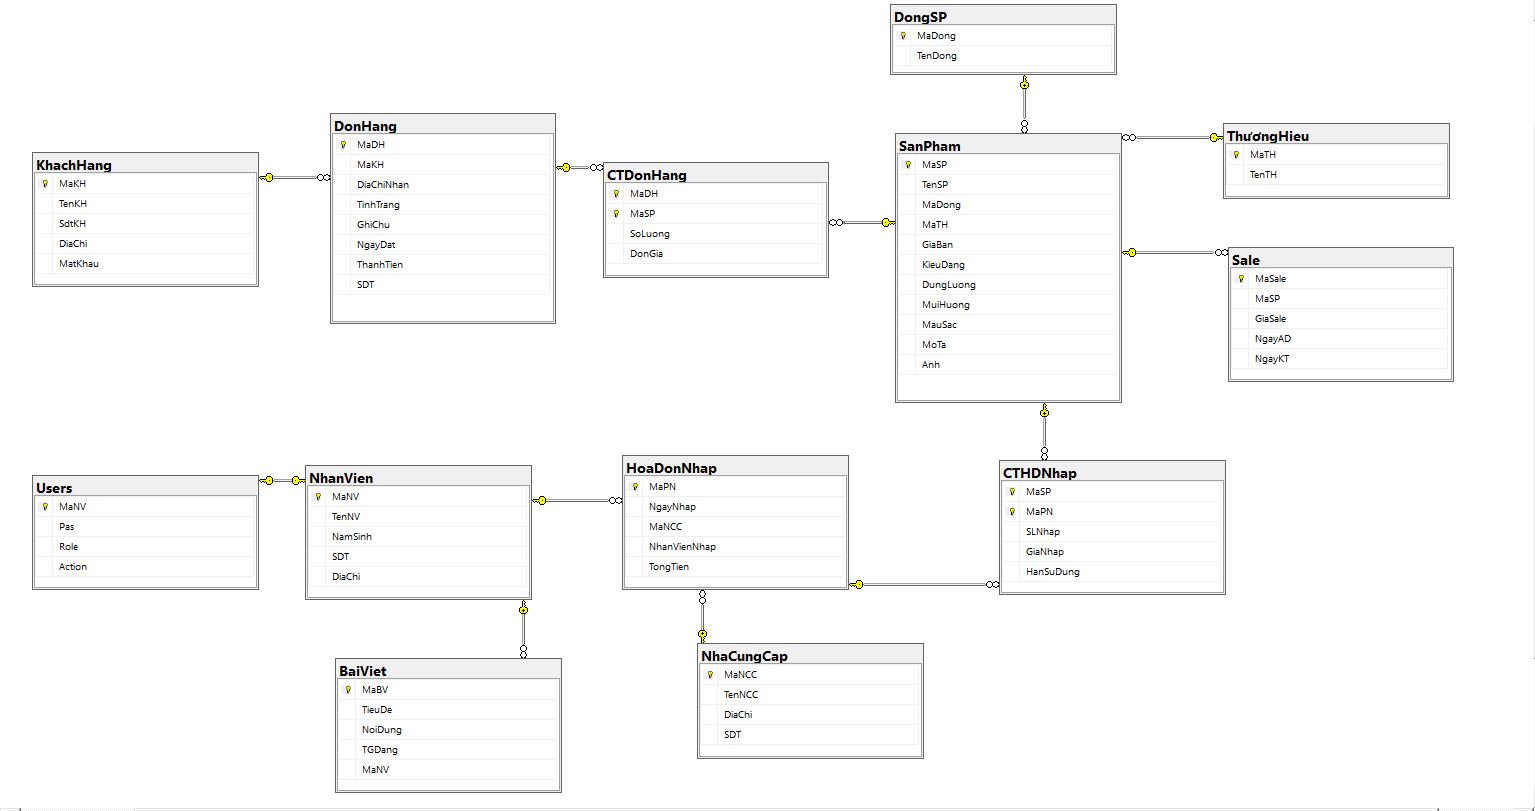 DongSP
MaDong
TenDong
DonHang
MaDH
MaKH
DiaChiNhan
TinhTrang
GhiChu
NgayDat
ThanhTien
SDT
ThươngHieu
MaTH
TenTH
SanPham
MaSP
TenSP
MaDong
MaTH
GiaBan
KieuDang
DungLuong
MuiHuong
MauSac
MoTa
Anh
KhachHang
MaKH
TenKH
SdtKH
DiaChi
MatKhau
CTDonHang
MaDH
MaSP
SoLuong
DonGia
Sale
MaSale
MaSP
GiaSale
NgayAD
NgayKT
Users
MaNV
Pas
Role
Action
NhanVien
MaNV
TenNV
NamSinh
SDT
DiaChi
HoaDonNhap
MaPN
NgayNhap
MaNCC
NhanVienNhap
TongTien
CTHDNhap
MaSP
MaPN
SLNhap
GiaNhap
HanSuDung
BaiViet
MaBV
TieuDe
NoiDung
TGDang
MaNV
NhaCungCap
MaNCC
TenNCC
DiaChi
SDT